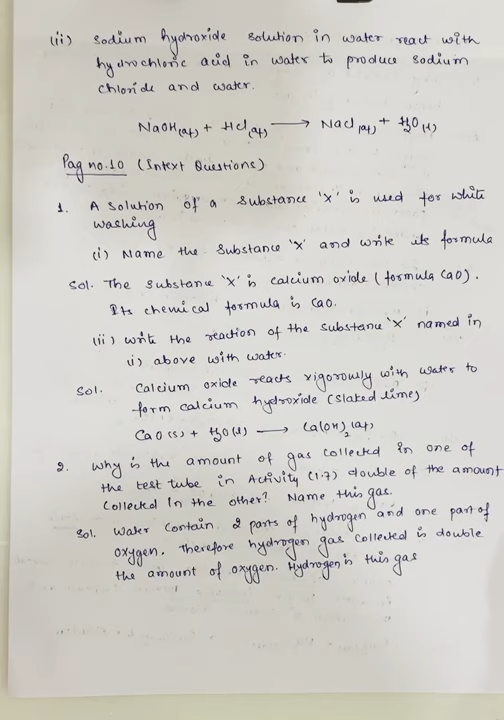 (ii) Sodium hydroxide solution in water react with
hydrochloric acid in water to produce sodium
chloride and water.
NaOH(aq) + Hcl(aq) ⟶ Nacl(aq) + H2O(l)
Pag no.10 (Intext Questions)
1. A Solution of a substance 'X' is used for white
washing
(i) Name the substance 'X' and write its formula
Sol. The substance 'X' is calcium oxide (formula CaO).
Its chemical formula is CaO.
(ii) write the reaction of the substance 'X' named in
(i) above with water.
Sol. Calcium oxide reacts vigorously with water to
form calcium hydroxide (slaked lime)
CaO(s) + H2O(l) ⟶ Ca(OH)2(aq)
2. Why is the amount of gas collected in one of
the test tube in Activity (1.7) double of the amount
collected in the other? Name this gas.
Sol. Water contain 2 parts of hydrogen and one part of
oxygen. Therefore hydrogen gas collected is double
the amount of oxygen. Hydrogen is this gas